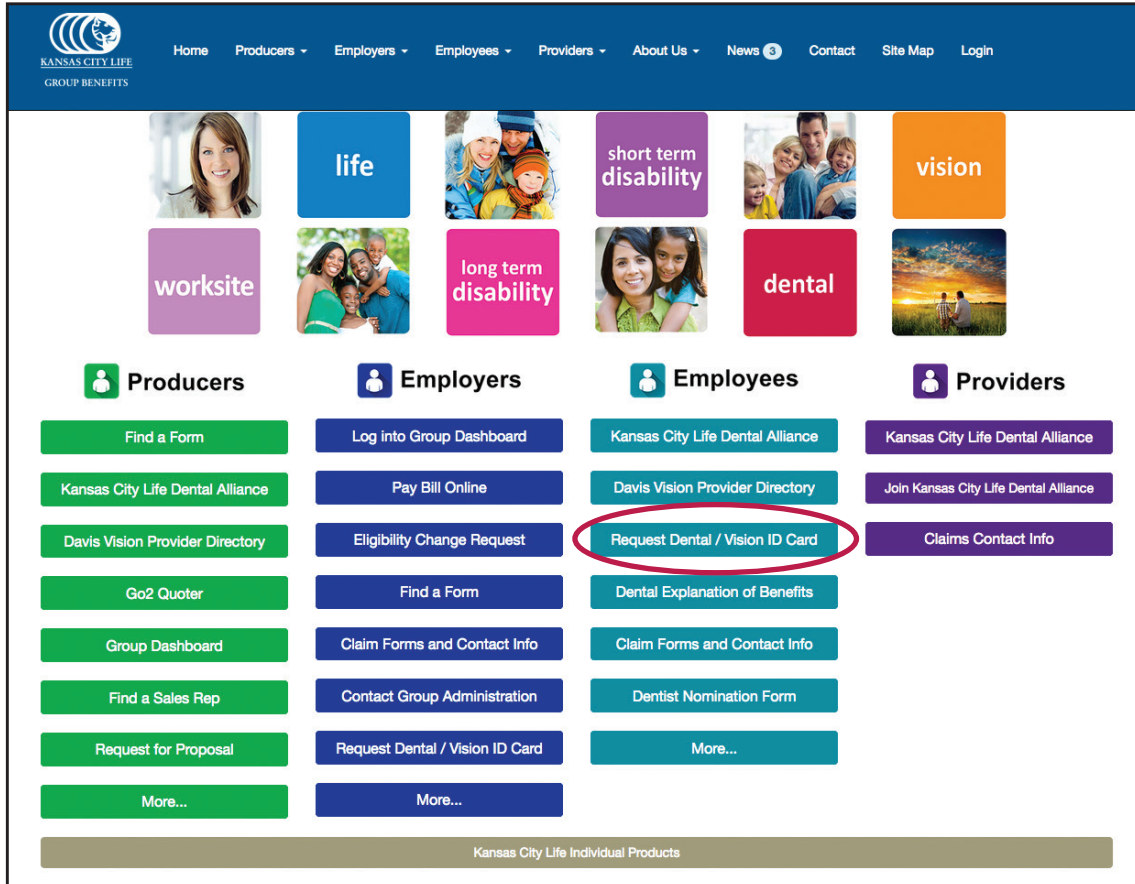 KANSAS CITY LIFE
GROUP BENEFITS
Home Producers Employers Employees Providers About Us News 3 Contact Site Map Login
life
short term
disability
vision
worksite
long term
disability
dental
Producers
Find a Form
Kansas City Life Dental Alliance
Davis Vision Provider Directory
Go2 Quoter
Group Dashboard
Find a Sales Rep
Request for Proposal
More...
Employers
Log into Group Dashboard
Pay Bill Online
Eligibility Change Request
Find a Form
Claim Forms and Contact Info
Contact Group Administration
Request Dental / Vision ID Card
More...
Employees
Kansas City Life Dental Alliance
Davis Vision Provider Directory
Request Dental / Vision ID Card
Dental Explanation of Benefits
Claim Forms and Contact Info
Dentist Nomination Form
More...
Providers
Kansas City Life Dental Alliance
Join Kansas City Life Dental Alliance
Claims Contact Info
Kansas City Life Individual Products